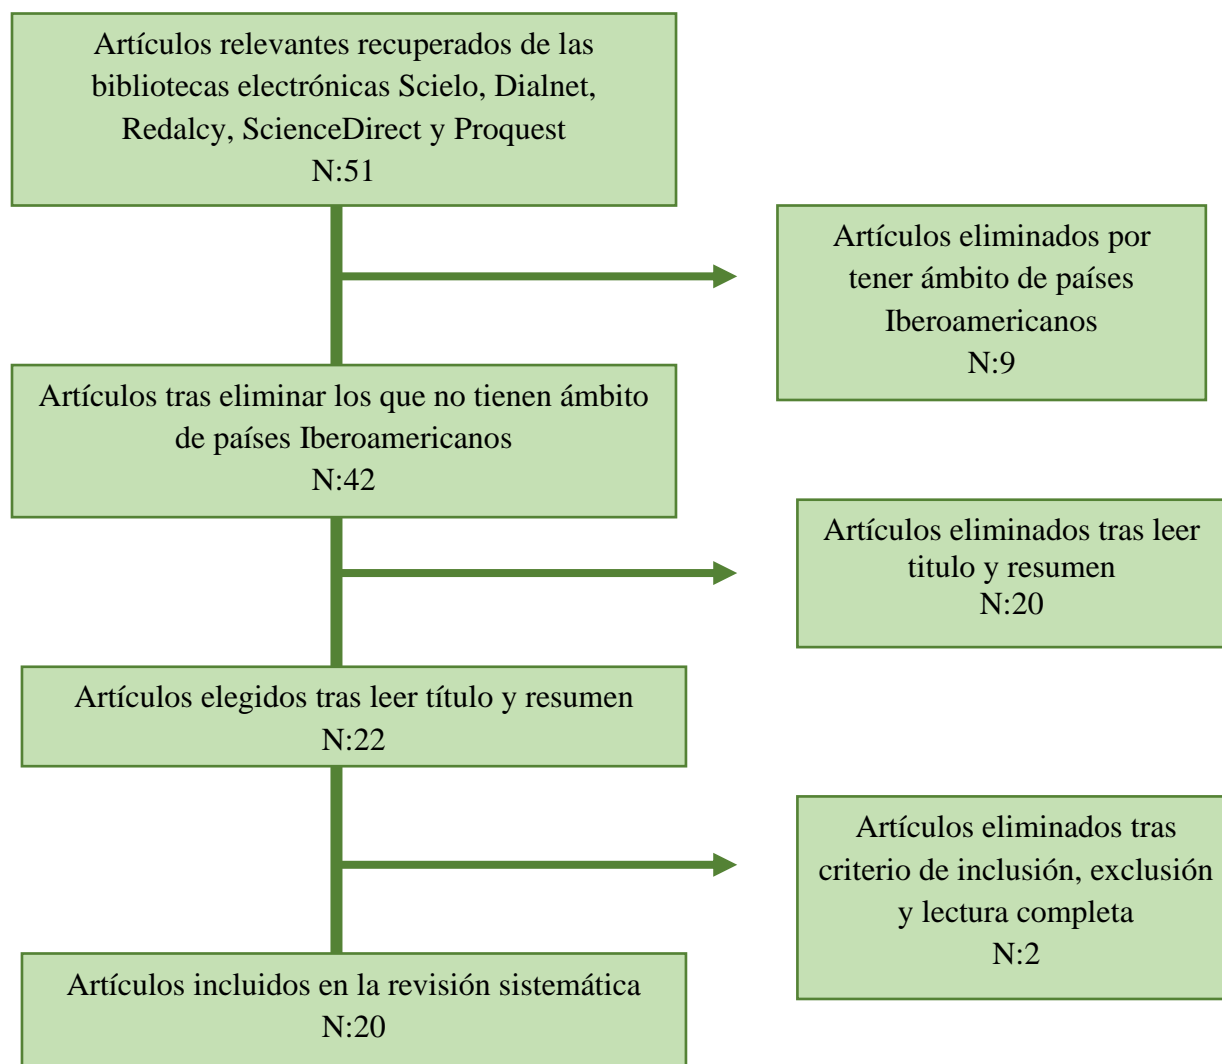 Artículos relevantes recuperados de las
bibliotecas electrónicas Scielo, Dialnet,
Redalcy, ScienceDirect y Proquest
N:51
Artículos eliminados por
tener ámbito de países
Iberoamericanos
N:9
Artículos tras eliminar los que no tienen ámbito
de países Iberoamericanos
N:42
Artículos eliminados tras leer
titulo y resumen
N:20
Artículos elegidos tras leer título y resumen
N:22
Artículos eliminados tras
criterio de inclusión, exclusión
y lectura completa
N:2
Artículos incluidos en la revisión sistemática
N:20